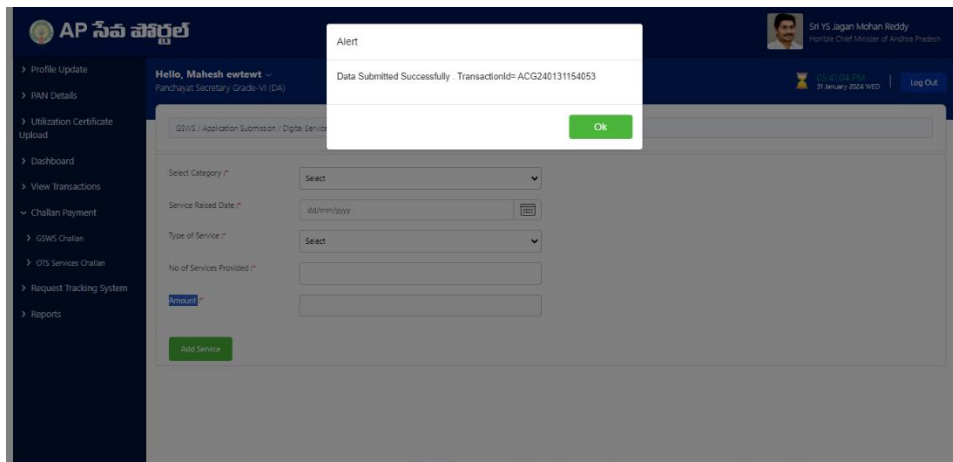 AP సేవ పోర్టల్
Sri YS Jagan Mohan Reddy
Hon'ble Chief Minister of Andhra Pradesh
Alert
Data Submitted Successfully . TransactionId= ACG240131154053
Ok
Hello, Mahesh ewtewt
Panchayat Secretary Grade-VI (DA)
05:41:04 PM
31 January 2024 WED
Log Out
> Profile Update
> PAN Details
> Utilization Certificate
Upload
> Dashboard
> View Transactions
Challan Payment
> GSWS Challan
> OTS Services Challan
> Request Tracking System
> Reports
GSWS / Application Submission / Digital Service
Select Category :*
Select
Service Raised Date :*
dd/mm/yyyy
Type of Service :*
Select
No of Services Provided :*
Amount :*
Add Service